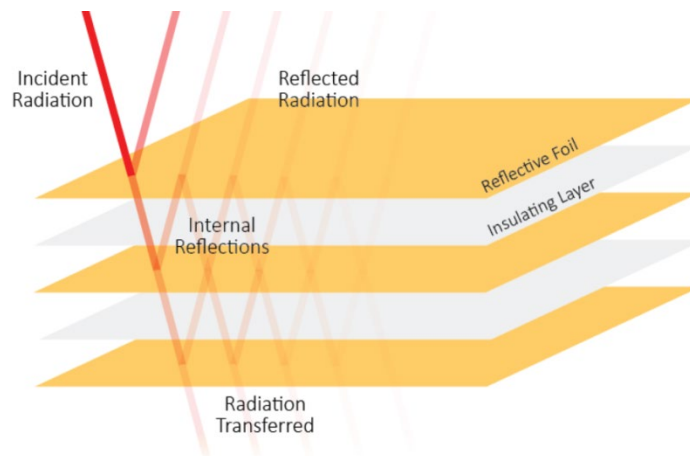 Incident
Radiation
Reflected
Radiation
Reflective Foil
Insulating Layer
Internal
Reflections
Radiation
Transferred